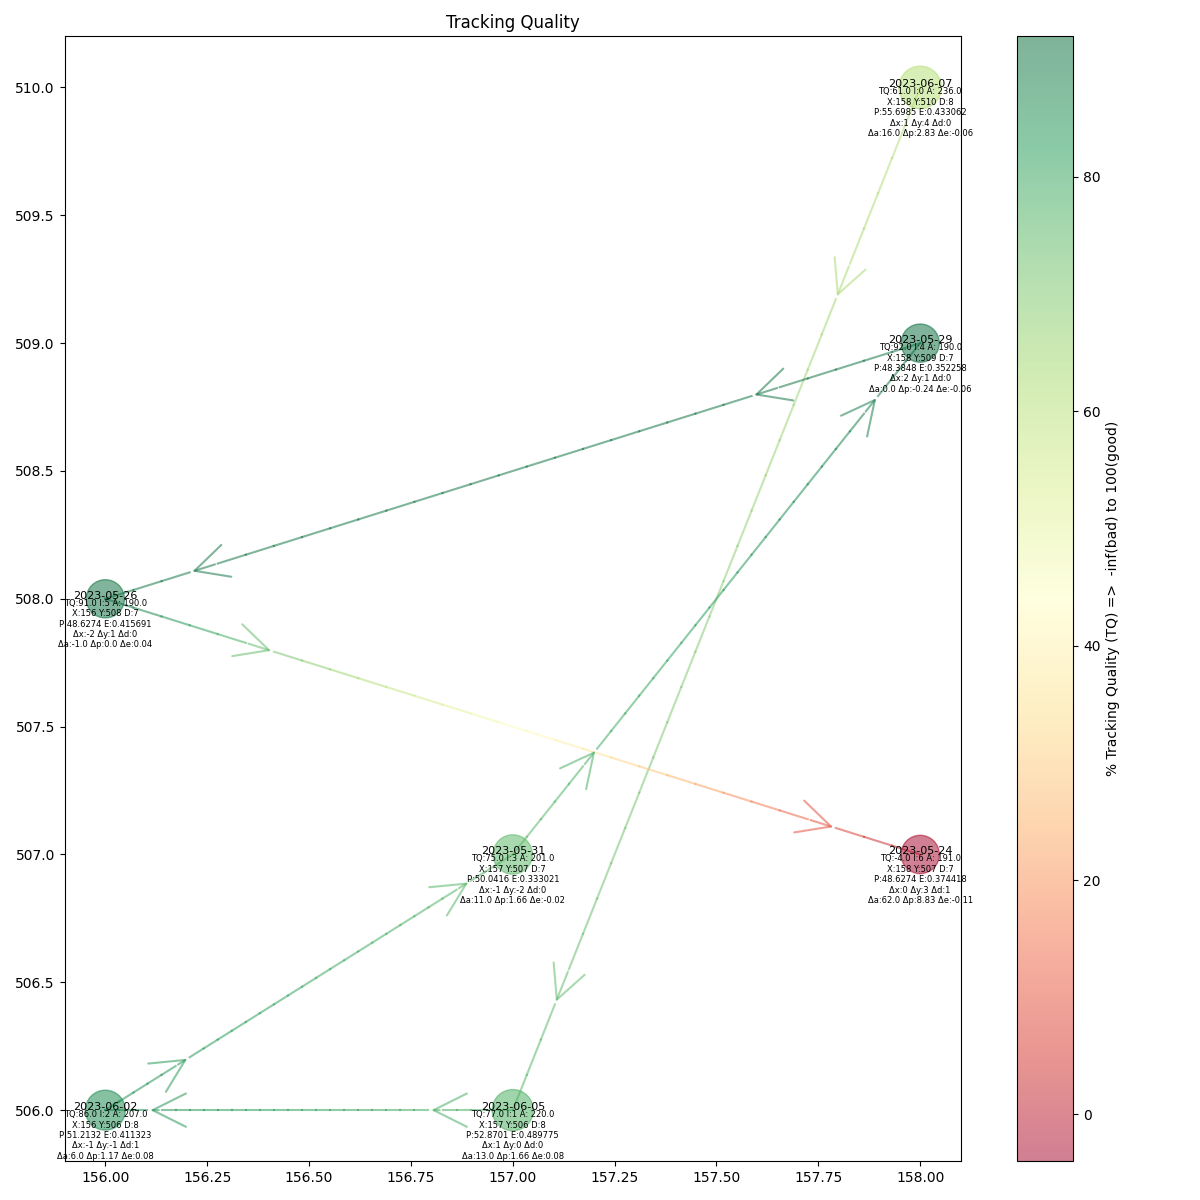 Tracking Quality
510.0
509.5
509.0
508.5
508.0
507.5
507.0
506.5
506.0
156.00
156.25
156.50
156.75
157.00
157.25
157.50
157.75
158.00
2023-06-07
TQ:61.0 I:0 A: 236.0
X:158 Y:510 D:8
P:55.6985 E:0.433062
Δx:1 Δy:4 Δd:0
Δa:16.0 Δp:2.83 Δe:-0.06
2023-05-29
TQ:92.0 I:4 A: 190.0
X:158 Y:509 D:7
P:48.3848 E:0.352258
Δx:2 Δy:1 Δd:0
Δa:0.0 Δp:-0.24 Δe:-0.06
2023-05-26
TQ:91.0 I:5 A: 190.0
X:156 Y:508 D:7
P:48.6274 E:0.415691
Δx:-2 Δy:1 Δd:0
Δa:-1.0 Δp:0.0 Δe:0.04
2023-05-31
TQ:75.0 I:3 A: 201.0
X:157 Y:507 D:7
P:50.0416 E:0.333021
Δx:-1 Δy:-2 Δd:0
Δa:11.0 Δp:1.66 Δe:-0.02
2023-05-24
TQ:-4.0 I:6 A: 191.0
X:158 Y:507 D:7
P:48.6274 E:0.374418
Δx:0 Δy:3 Δd:1
Δa:62.0 Δp:8.83 Δe:-0.11
2023-06-02
TQ:86.0 I:2 A: 207.0
X:156 Y:506 D:8
P:51.2132 E:0.411323
Δx:-1 Δy:-1 Δd:1
Δa:6.0 Δp:1.17 Δe:0.08
2023-06-05
TQ:77.0 I:1 A: 220.0
X:157 Y:506 D:8
P:52.8701 E:0.489775
Δx:1 Δy:0 Δd:0
Δa:13.0 Δp:1.66 Δe:0.08
80
60
40
20
0
% Tracking Quality (TQ) =>  -inf(bad) to 100(good)